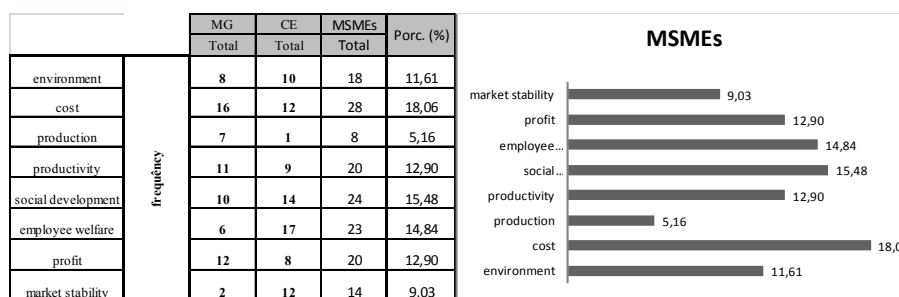 MG CE MSMEs Porc. (%)
Total Total Total
environment 8 10 18 11,61
cost 16 12 28 18,06
production 7 1 8 5,16
productivity 11 9 20 12,90
social development 10 14 24 15,48
employee welfare 6 17 23 14,84
profit 12 8 20 12,90
market stability 2 12 14 9,03
frequêncy
MSMEs
market stability 9,03
profit 12,90
employee... 14,84
social... 15,48
productivity 12,90
production 5,16
cost 18,0
environment 11,61